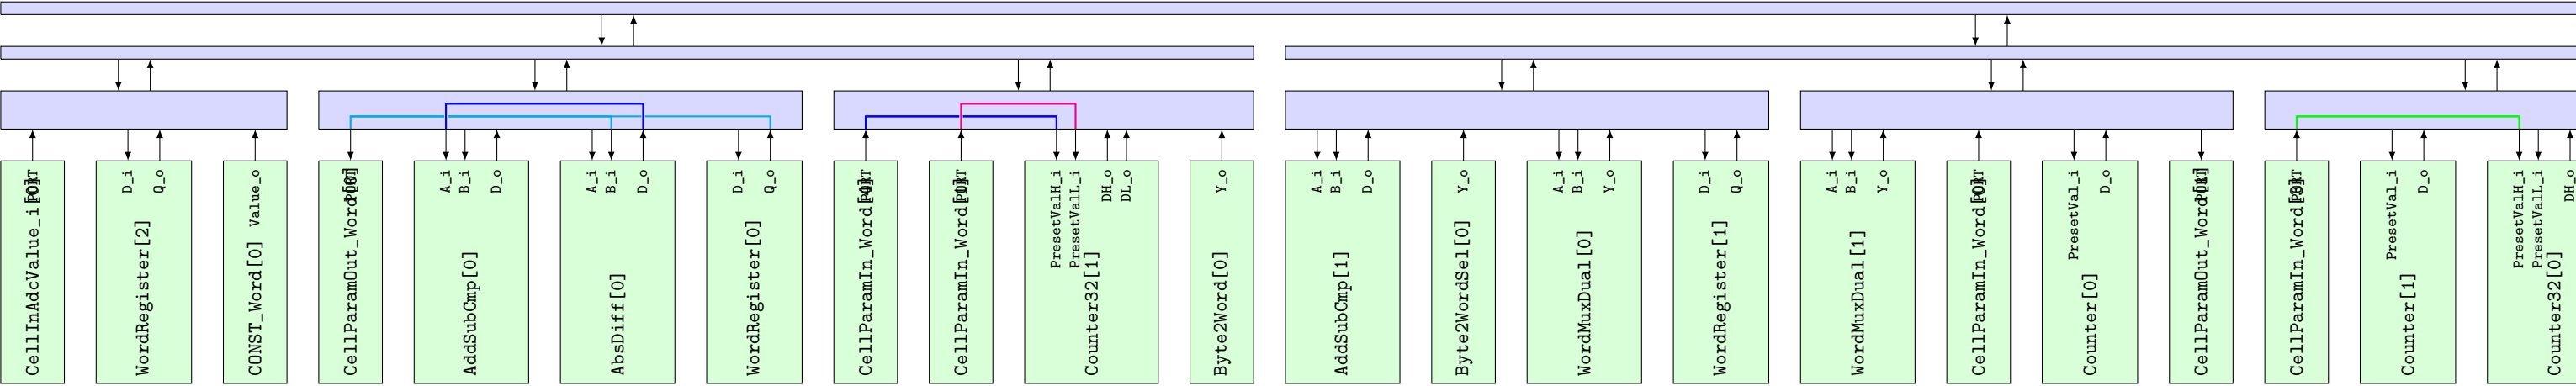 CellInAdcValue_i[0]
PORT
WordRegister[2]
D_i
Q_o
CONST_Word[0]
Value_o
CellParamOut_Word[0]
AddSubCmp[0]
A_i
B_i
D_o
AbsDiff[0]
A_i
B_i
D_o
WordRegister[0]
D_i
Q_o
CellParamIn_Word[4]
PORT
CellParamIn_Word[1]
PORT
Counter32[1]
PresetValH_i
PresetValL_i
DH_o
DL_o
Byte2Word[0]
Y_o
AddSubCmp[1]
A_i
B_i
D_o
Byte2WordSel[0]
Y_o
WordMuxDual[0]
A_i
B_i
Y_o
WordRegister[1]
D_i
Q_o
WordMuxDual[1]
A_i
B_i
Y_o
CellParamIn_Word[0]
PORT
Counter[0]
PresetVal_i
D_o
CellParamOut_Word[1]
CellParamIn_Word[3]
PORT
Counter[1]
PresetVal_i
D_o
Counter32[0]
PresetValH_i
PresetValL_i
DH_o